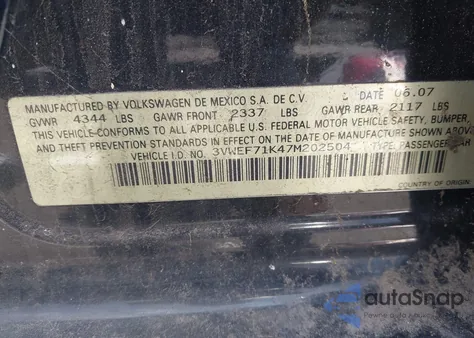 MANUFACTURED BY VOLKSWAGEN DE MEXICO S.A. DE C.V. DATE 06.07
GVWR 4344 LBS GAWR FRONT 2337 LBS GAWR REAR 2117 LBS
THIS VEHICLE CONFORMS TO ALL APPLICABLE U.S. FEDERAL MOTOR VEHICLE SAFETY, BUMPER,
AND THEFT PREVENTION STANDARDS IN EFFECT ON THE DATE OF MANUFACTURE SHOWN ABOVE.
VEHICLE I.D. NO. 3VWEF71K47M202504 TYPE: PASSENGER CAR
COUNTRY OF ORIGIN
autoSnap